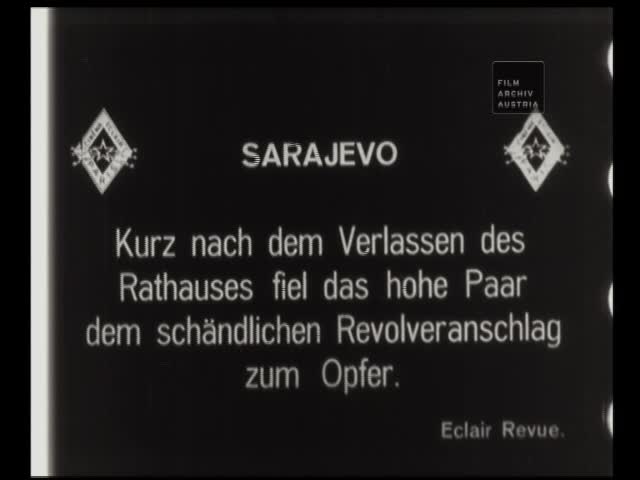 FILM
ARCHIV
AUSTRIA
SARAJEVO
Kurz nach dem Verlassen des
Rathauses fiel das hohe Paar
dem schändlichen Revolveranschlag
zum Opfer.
Eclair Revue.